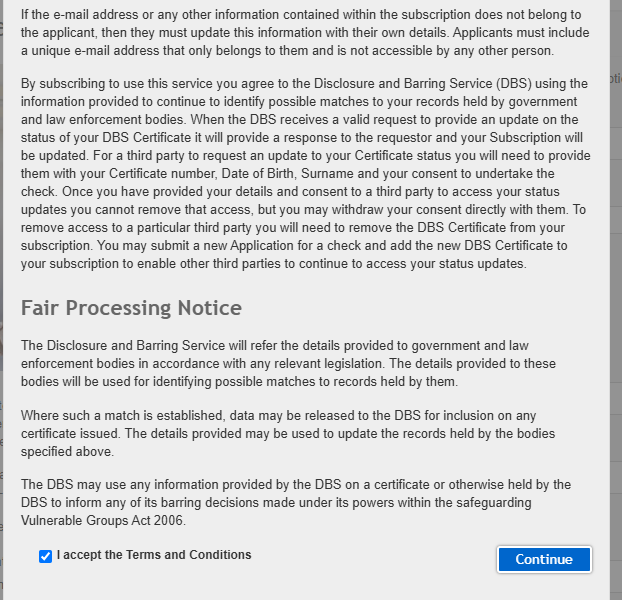 If the e-mail address or any other information contained within the subscription does not belong to
the applicant, then they must update this information with their own details. Applicants must include
a unique e-mail address that only belongs to them and is not accessible by any other person.
By subscribing to use this service you agree to the Disclosure and Barring Service (DBS) using the
information provided to continue to identify possible matches to your records held by government
and law enforcement bodies. When the DBS receives a valid request to provide an update on the
status of your DBS Certificate it will provide a response to the requestor and your Subscription will
be updated. For a third party to request an update to your Certificate status you will need to provide
them with your Certificate number, Date of Birth, Surname and your consent to undertake the
check. Once you have provided your details and consent to a third party to access your status
updates you cannot remove that access, but you may withdraw your consent directly with them. To
remove access to a particular third party you will need to remove the DBS Certificate from your
subscription. You may submit a new Application for a check and add the new DBS Certificate to
your subscription to enable other third parties to continue to access your status updates.
Fair Processing Notice
The Disclosure and Barring Service will refer the details provided to government and law
enforcement bodies in accordance with any relevant legislation. The details provided to these
bodies will be used for identifying possible matches to records held by them.
Where such a match is established, data may be released to the DBS for inclusion on any
certificate issued. The details provided may be used to update the records held by the bodies
specified above.
The DBS may use any information provided by the DBS on a certificate or otherwise held by the
DBS to inform any of its barring decisions made under its powers within the safeguarding
Vulnerable Groups Act 2006.
I accept the Terms and Conditions
Continue